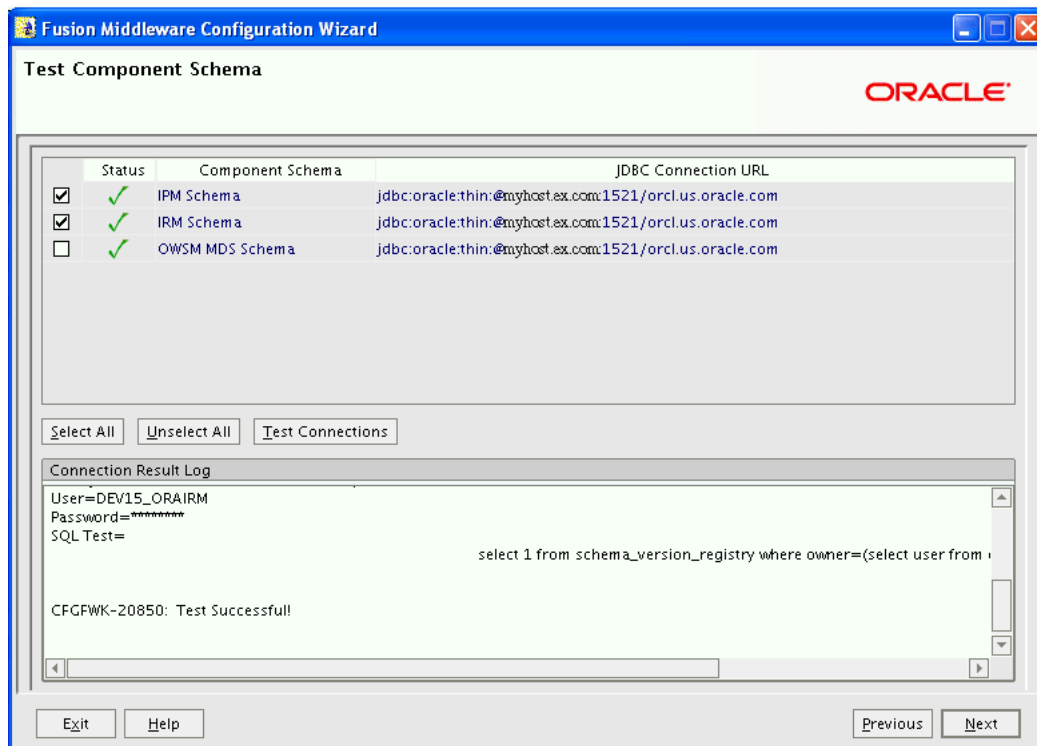 Fusion Middleware Configuration Wizard
Test Component Schema
ORACLE
Status Component Schema JDBC Connection URL
IPM Schema jdbc:oracle:thin:@myhost.ex.com:1521/orcl.us.oracle.com
IRM Schema jdbc:oracle:thin:@myhost.ex.com:1521/orcl.us.oracle.com
OWSM MDS Schema jdbc:oracle:thin:@myhost.ex.com:1521/orcl.us.oracle.com
Select All Unselect All Test Connections
Connection Result Log
User=DEV15_ORAIRM
Password=********
SQL Test=
select 1 from schema_version_registry where owner=(select user from
CFGFWK-20850: Test Successful!
Exit Help Previous Next